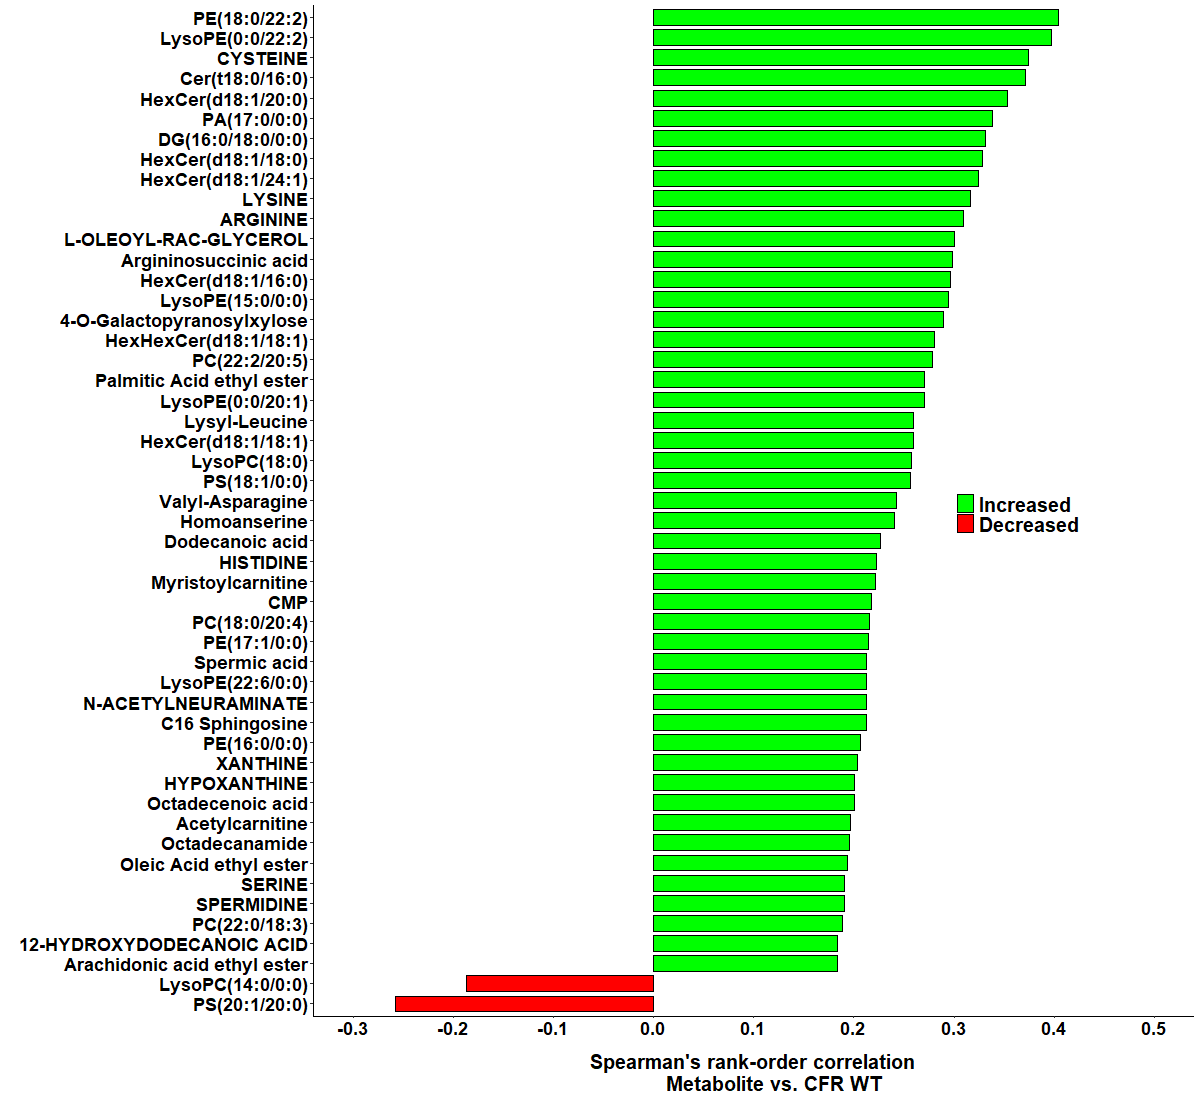 PE(18:0/22:2)
LysoPE(0:0/22:2)
CYSTEINE
Cer(t18:0/16:0)
HexCer(d18:1/20:0)
PA(17:0/0:0)
DG(16:0/18:0/0:0)
HexCer(d18:1/18:0)
HexCer(d18:1/24:1)
LYSINE
ARGININE
L-OLEOYL-RAC-GLYCEROL
Argininosuccinic acid
HexCer(d18:1/16:0)
LysoPE(15:0/0:0)
4-O-Galactopyranosylxylose
HexHexCer(d18:1/18:1)
PC(22:2/20:5)
Palmitic Acid ethyl ester
LysoPE(0:0/20:1)
Lysyl-Leucine
HexCer(d18:1/18:1)
LysoPC(18:0)
PS(18:1/0:0)
Valyl-Asparagine
Homoanserine
Dodecanoic acid
HISTIDINE
Myristoylcarnitine
CMP
PC(18:0/20:4)
PE(17:1/0:0)
Spermic acid
LysoPE(22:6/0:0)
N-ACETYLNEURAMINATE
C16 Sphingosine
PE(16:0/0:0)
XANTHINE
HYPOXANTHINE
Octadecenoic acid
Acetylcarnitine
Octadecanamide
Oleic Acid ethyl ester
SERINE
SPERMIDINE
PC(22:0/18:3)
12-HYDROXYDODECANOIC ACID
Arachidonic acid ethyl ester
LysoPC(14:0/0:0)
PS(20:1/20:0)
Increased
Decreased
-0.3 -0.2 -0.1 0.0 0.1 0.2 0.3 0.4 0.5
Spearman's rank-order correlation
Metabolite vs. CFR WT